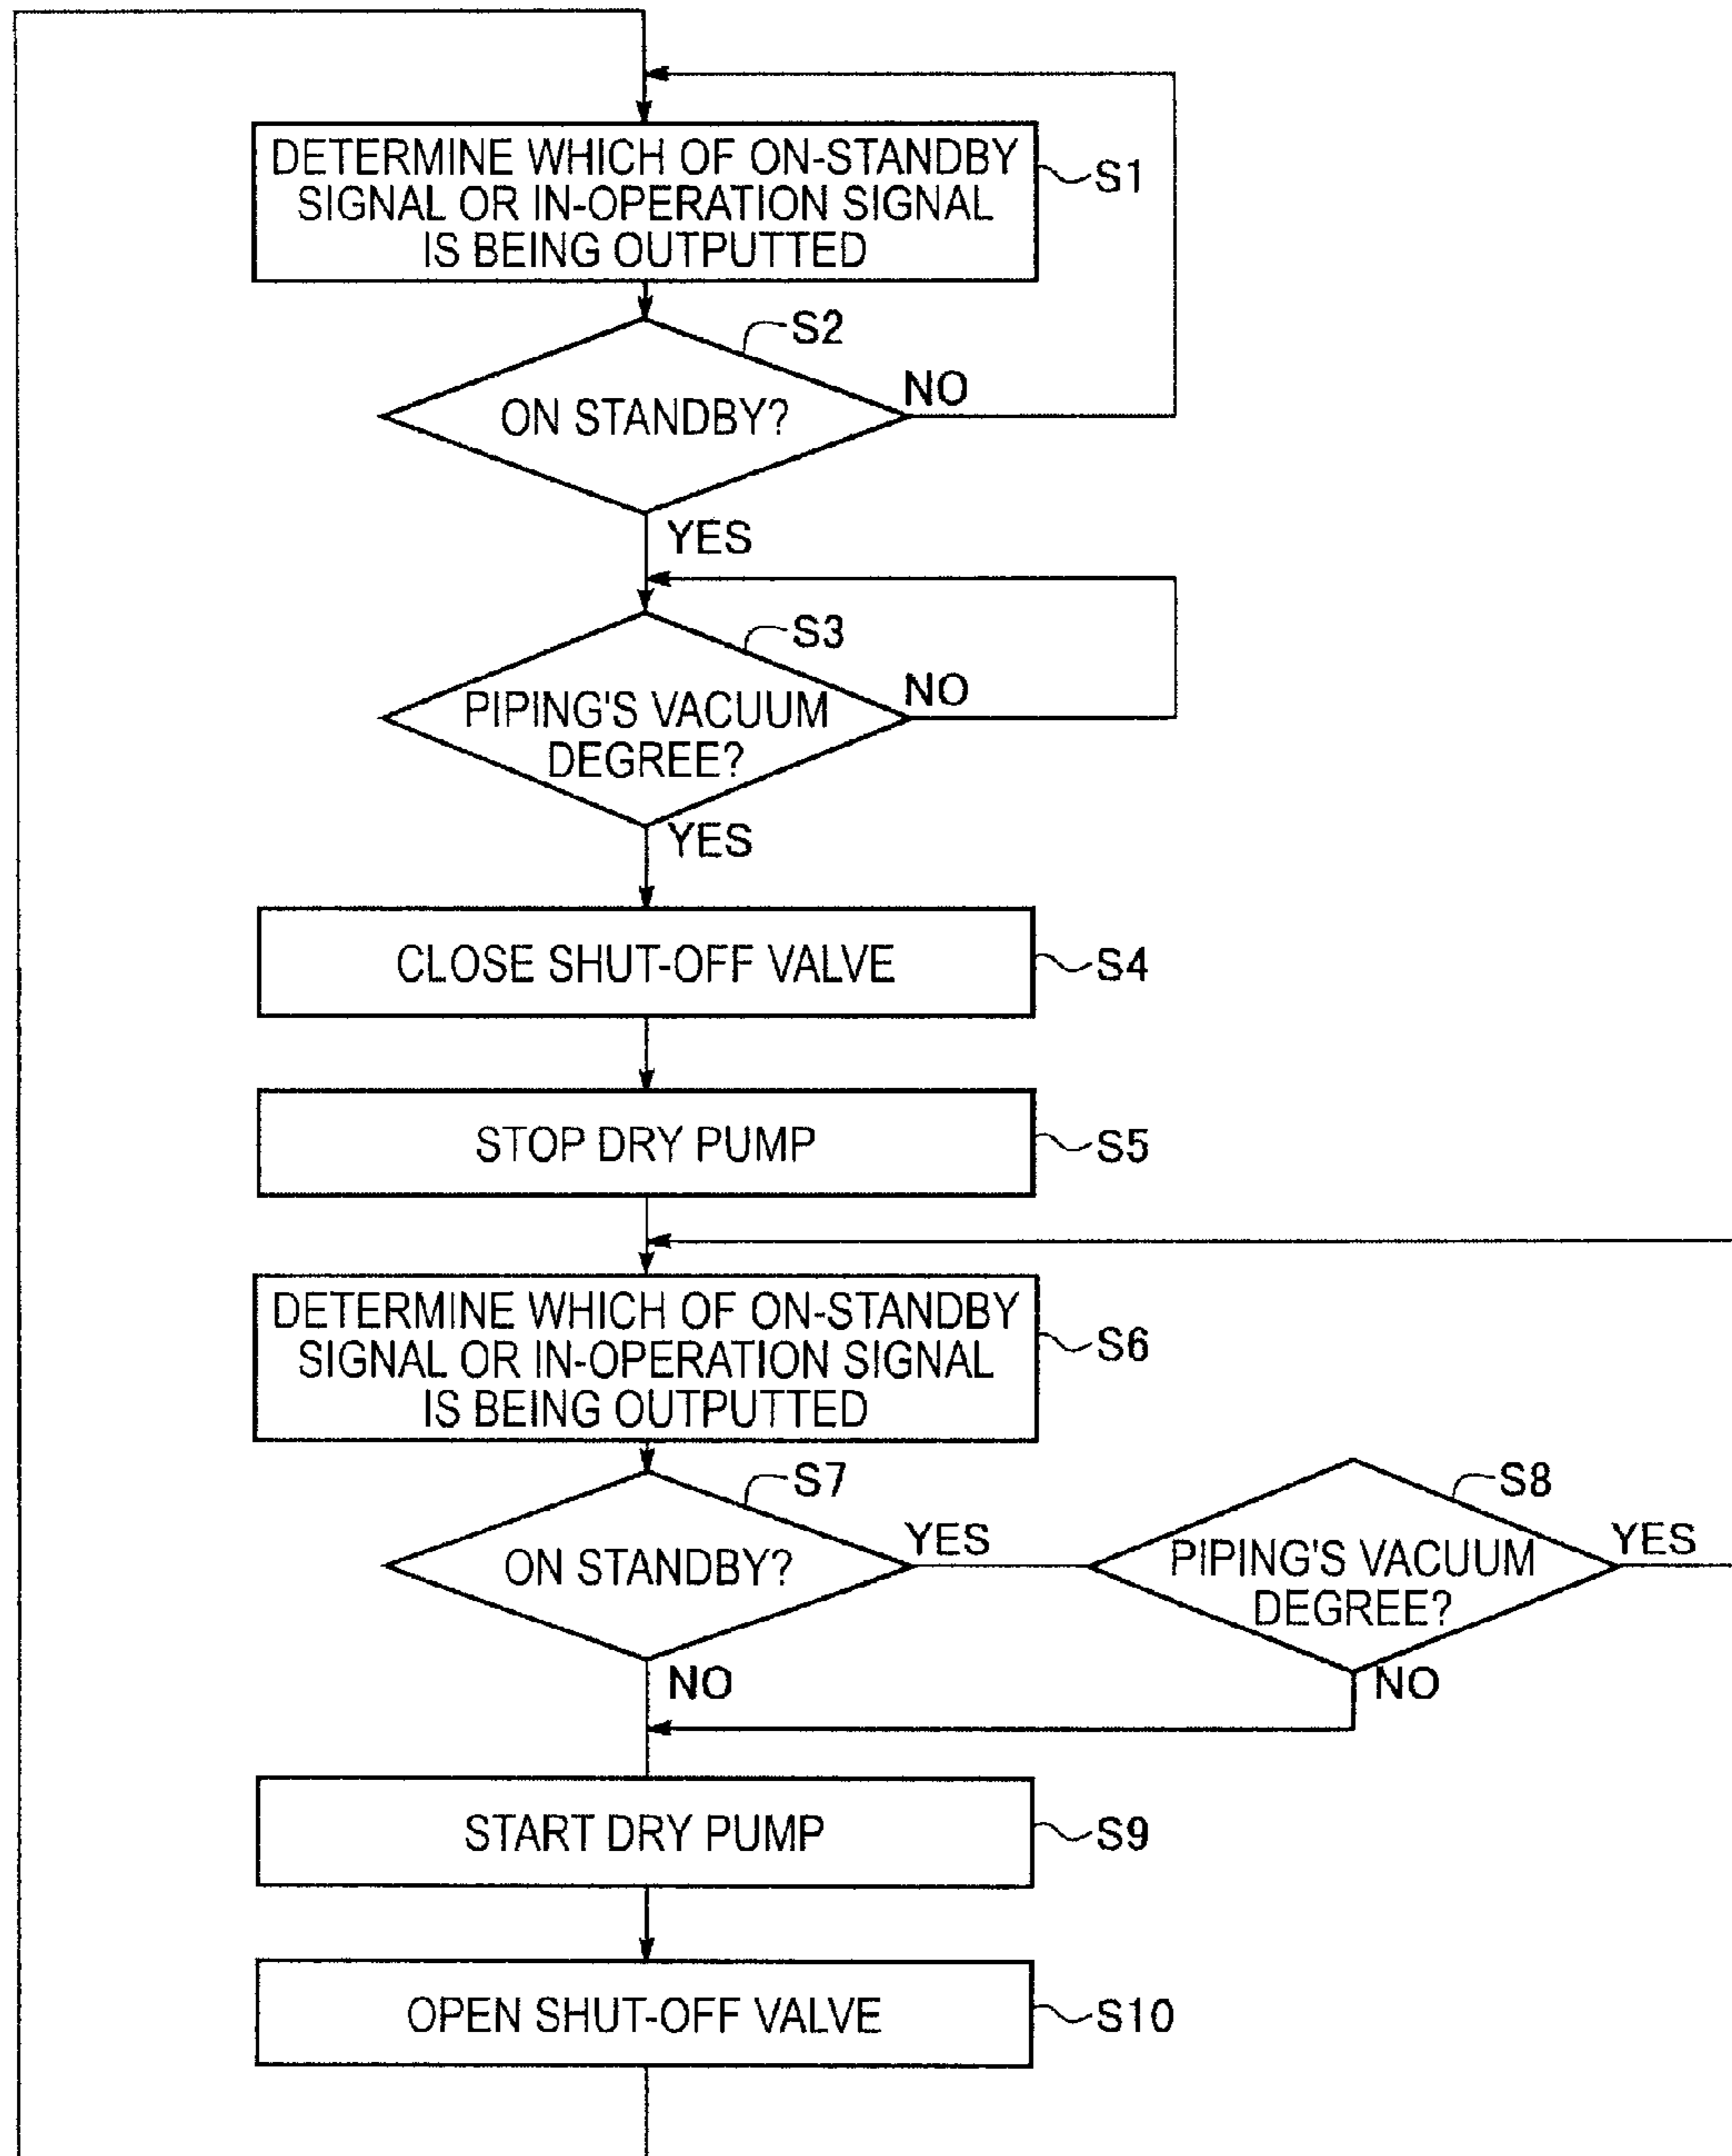 DETERMINE WHICH OF ON-STANDBY
SIGNAL OR IN-OPERATION SIGNAL
IS BEING OUTPUTTED
S1
S2
ON STANDBY?
NO
YES
S3
PIPING'S VACUUM
DEGREE?
NO
YES
CLOSE SHUT-OFF VALVE
S4
STOP DRY PUMP
S5
DETERMINE WHICH OF ON-STANDBY
SIGNAL OR IN-OPERATION SIGNAL
IS BEING OUTPUTTED
S6
S7
ON STANDBY?
YES
NO
S8
PIPING'S VACUUM
DEGREE?
YES
NO
START DRY PUMP
S9
OPEN SHUT-OFF VALVE
S10